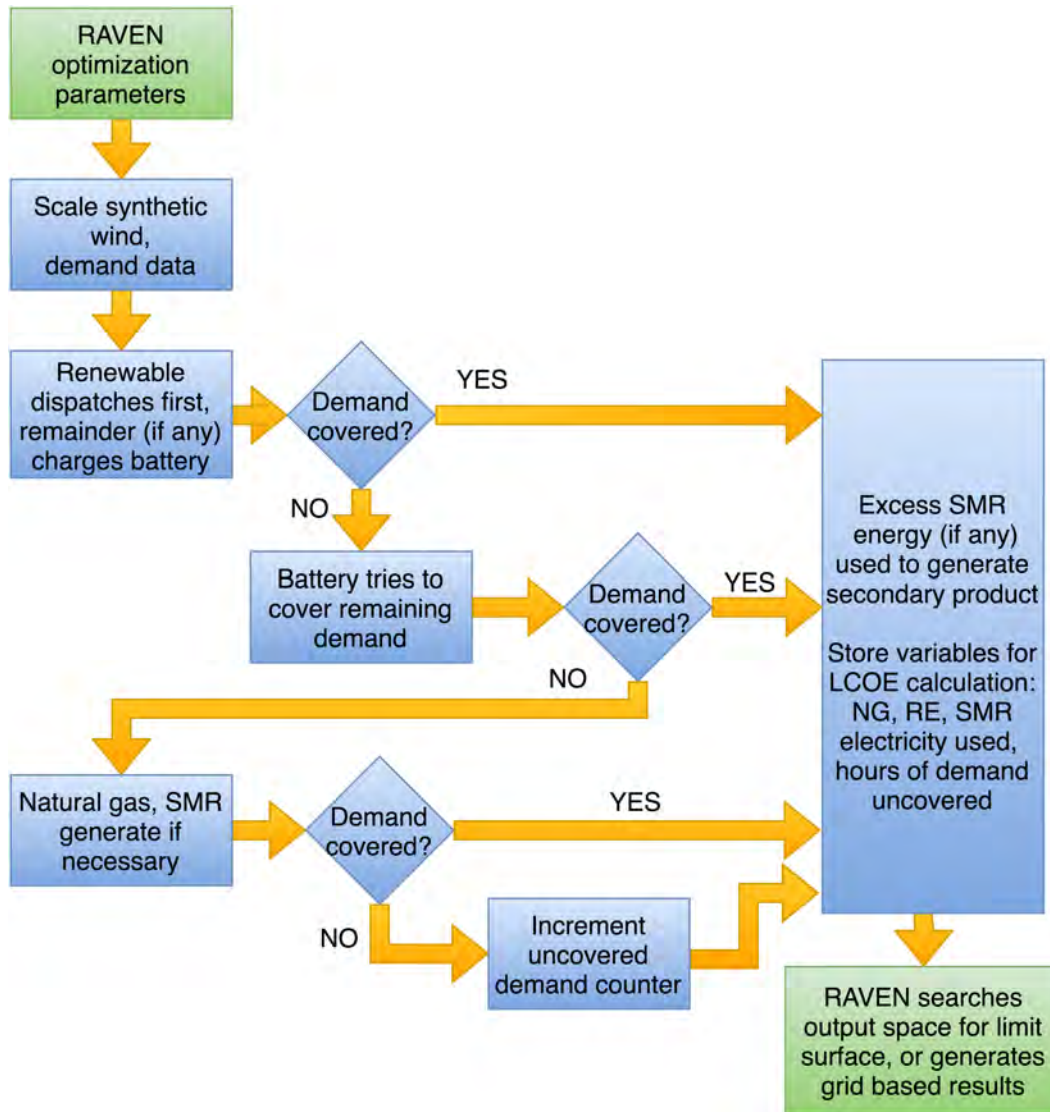 RAVEN
optimization
parameters
Scale synthetic
wind,
demand data
Renewable
dispatches first,
remainder (if any)
charges battery
Demand
covered?
YES
NO
Battery tries to
cover remaining
demand
Demand
covered?
YES
NO
Natural gas, SMR
generate if
necessary
Demand
covered?
YES
NO
Increment
uncovered
demand counter
Excess SMR
energy (if any)
used to generate
secondary product
Store variables for
LCOE calculation:
NG, RE, SMR
electricity used,
hours of demand
uncovered
RAVEN searches
output space for limit
surface, or generates
grid based results